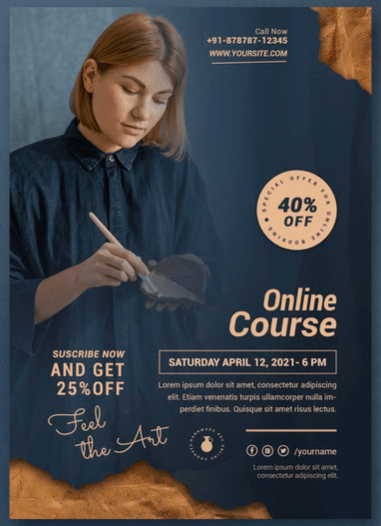 Call Now
+91-878787-12345
WWW.YOURSITE.COM
SPECIAL OFFER FOR ONLINE BOOKING
40%
OFF
Online
Course
SUSCRIBE NOW
AND GET
25%OFF
SATURDAY APRIL 12, 2021- 6 PM
Lorem ipsum dolor sit amet, consectetur adipiscing
elit. Etiam venenatis turpis ullamcorper nulla im-
perdiet finibus. Quisque sit amet risus lectus.
Feel
the Art
/yourname
Lorem ipsum dolor sit amet,
consectetur adipiscing elit.